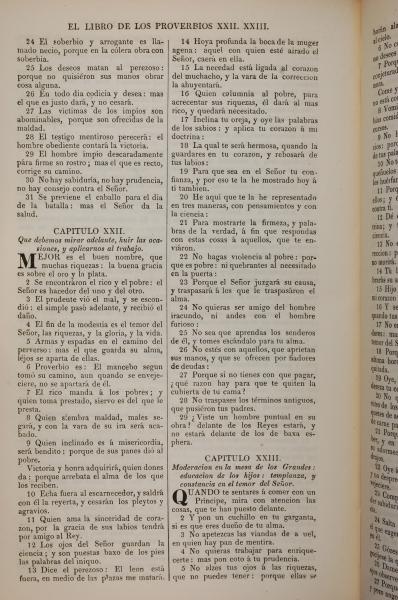 EL LIBRO DE LOS PROVERBIOS XXII. XXIII.
24 El soberbio y arrogante es lla-
mado necio, porque en la cólera obra con
soberbia.
25 Los deseos matan al perezoso:
porque no quisiéron sus manos obrar
cosa alguna.
26 En todo dia codicia y desea: mas
el que es justo dará, y no cesará.
27 Las víctimas de los impios son
abominables, porque son ofrecidas de la
maldad.
28 El testigo mentiroso perecerá: el
hombre obediente contará la victoria.
29 El hombre impio descaradamente
pára firme su rostro; mas el que es recto,
corrige su camino.
30 No hay sabiduría, no hay prudencia,
no hay consejo contra el Señor.
31 Se previene el caballo para el dia
de la batalla: mas el Señor da la
salud.
CAPITULO XXII.
Que debemos mirar adelante, huir las oca-
siones, y aplicarnos al trabajo.
MEJOR es el buen nombre, que
muchas riquezas: la buena gracia
es sobre el oro y la plata.
2 Se encontráron el rico y el pobre: el
Señor es hacedor del uno y del otro.
3 El prudente vió el mal, y se escon-
dió: el simple pasó adelante, y recibió el
daño.
4 El fin de la modestia es el temor del
Señor, las riquezas, y la gloria, y la vida.
5 Armas y espadas en el camino del
perverso: mas el que guarda su alma,
léjos se aparta de ellas.
6 Proverbio es: El mancebo segun
tomó su camino, aun quando se enveje-
ciere, no se apartará de él.
7 El rico manda á los pobres; y
quien toma prestado, siervo es del que le
presta.
8 Quien siembra maldad, males se-
gará, y con la vara de su ira será aca-
bado.
9 Quien inclinado es á misericordia,
será bendito: porque de sus panes dió al
pobre.
Victoria y honra adquirirá, quien dones
da: porque arrebata el alma de los que
los reciben.
10 Echa fuera al escarnecedor, y saldrá
con él la reyerta, y cesarán los pleytos y
agravios.
11 Quien ama la sinceridad de cora-
zon, por la gracia de sus labios tendrá
por amigo al Rey.
12 Los ojos del Señor guardan la
ciencia; y son puestas baxo de los pies
las palabras del iniquo.
13 Dice el perezoso: El leon está
fuera, en medio de las plazas me matará.
14 Hoya profunda la boca de la muger
agena: aquel con quien esté airado el
Señor, caerá en ella.
15 La necedad está ligada al corazon
del muchacho, y la vara de la correccion
la ahuyentará.
16 Quien calumnia al pobre, para
acrecentar sus riquezas, él dará al mas
rico, y quedará necesitado.
17 Inclina tu oreja, y oye las palabras
de los sabios: y aplica tu corazon á mi
doctrina:
18 La qual te será hermosa, quando la
guardares en tu corazon, y rebosará de
tus labios:
19 Para que sea en el Señor tu con-
fianza, y por eso te la he mostrado hoy á
tí tambien.
20 He aquí que te la he representado
en tres maneras, con pensamientos y con
la ciencia:
21 Para mostrarte la firmeza, y pala-
bras de la verdad, á fin que respondas
con estas cosas á aquellos, que te en-
viáron.
22 No hagas violencia al pobre: por-
que es pobre: ni quebrantes al necesitado
en la puerta:
23 Porque el Señor juzgará su causa,
y traspasará á los que le traspasáron el
alma.
24 No quieras ser amigo del hombre
iracundo, ni andes con el hombre
furioso:
25 No sea que aprendas los senderos
de él, y tomes escándalo para tu alma.
26 No estés con aquellos, que aprietan
sus manos, y que se ofrecen por fiadores
de deudas:
27 Porque si no tienes con que pagar,
¿qué razon hay para que te quiten la
cubierta de tu cama?
28 No traspases los términos antiguos,
que pusiéron tus padres.
29 ¿Viste un hombre puntual en su
obra? delante de los Reyes estará, y
no estará delante de los de baxa es-
phera.
CAPITULO XXIII.
Moderacion en la mesa de los Grandes:
educacion de los hijos: templanza, y
constancia en el temor del Señor.
QUANDO te sentares á comer con un
Príncipe, mira con atencion las
cosas, que te han puesto delante.
2 Y pon un cuchillo en tu garganta,
si es que eres dueño de tu alma.
3 No apetezcas las viandas de a uel,
en quien hay pan de mentira.
4 No quieras trabajar para enrique-
certe: mas pon coto á tu prudencia.
5 No alzes tus ojos á las riquezas,
que no puedes tener: porque ellas se